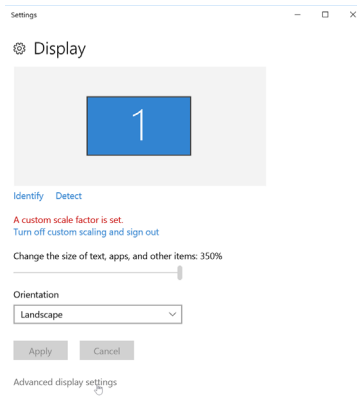 Settings
Display
1
Identify Detect
A custom scale factor is set.
Turn off custom scaling and sign out
Change the size of text, apps, and other items: 350%
Orientation
Landscape
Apply Cancel
Advanced display settings